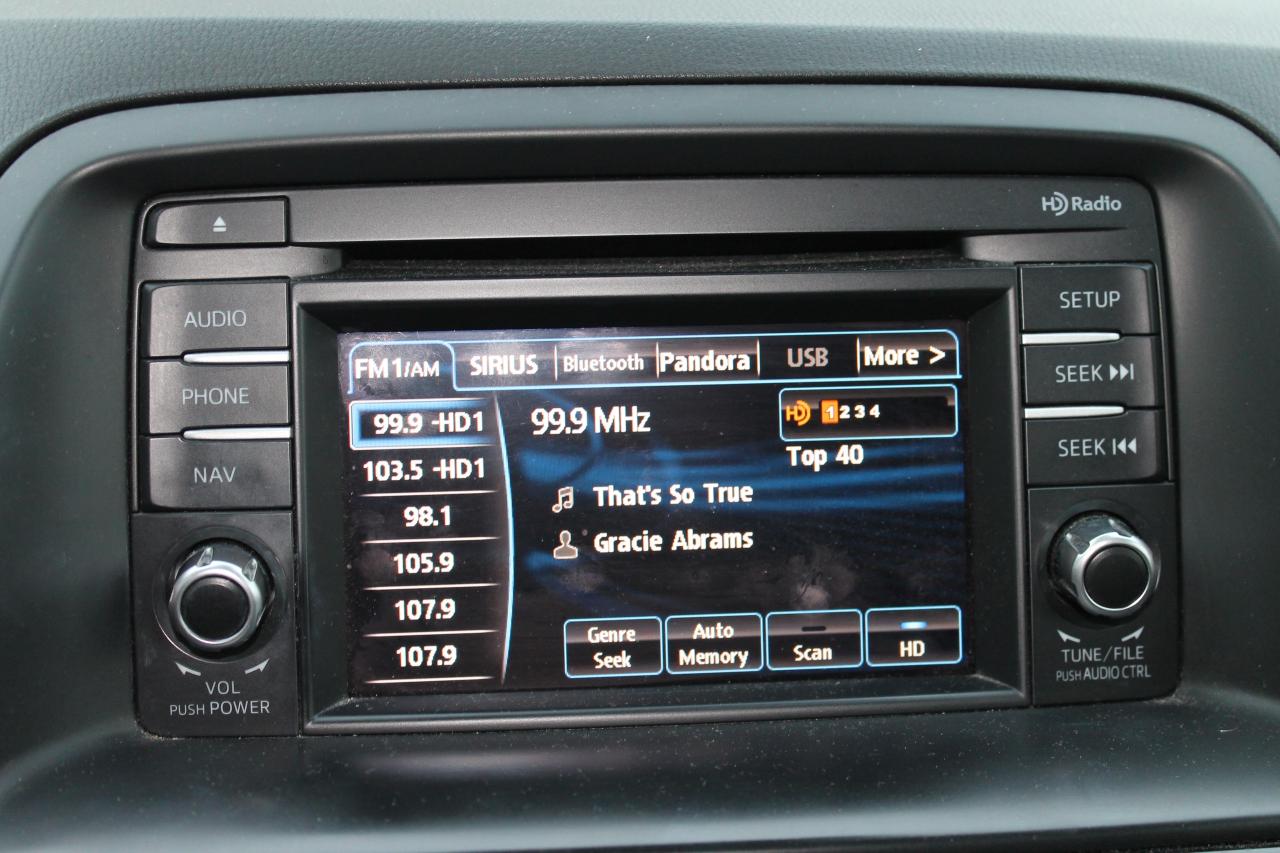 HD Radio
AUDIO
PHONE
NAV
VOL
PUSH POWER
FM1/AM SIRIUS Bluetooth Pandora USB More >
99.9 -HD1
103.5 -HD1
98.1
105.9
107.9
107.9
99.9 MHz
HD 1 2 3 4
Top 40
That's So True
Gracie Abrams
Genre
Seek
Auto
Memory
Scan
HD
SETUP
SEEK
SEEK
TUNE/FILE
PUSH AUDIO CTRL